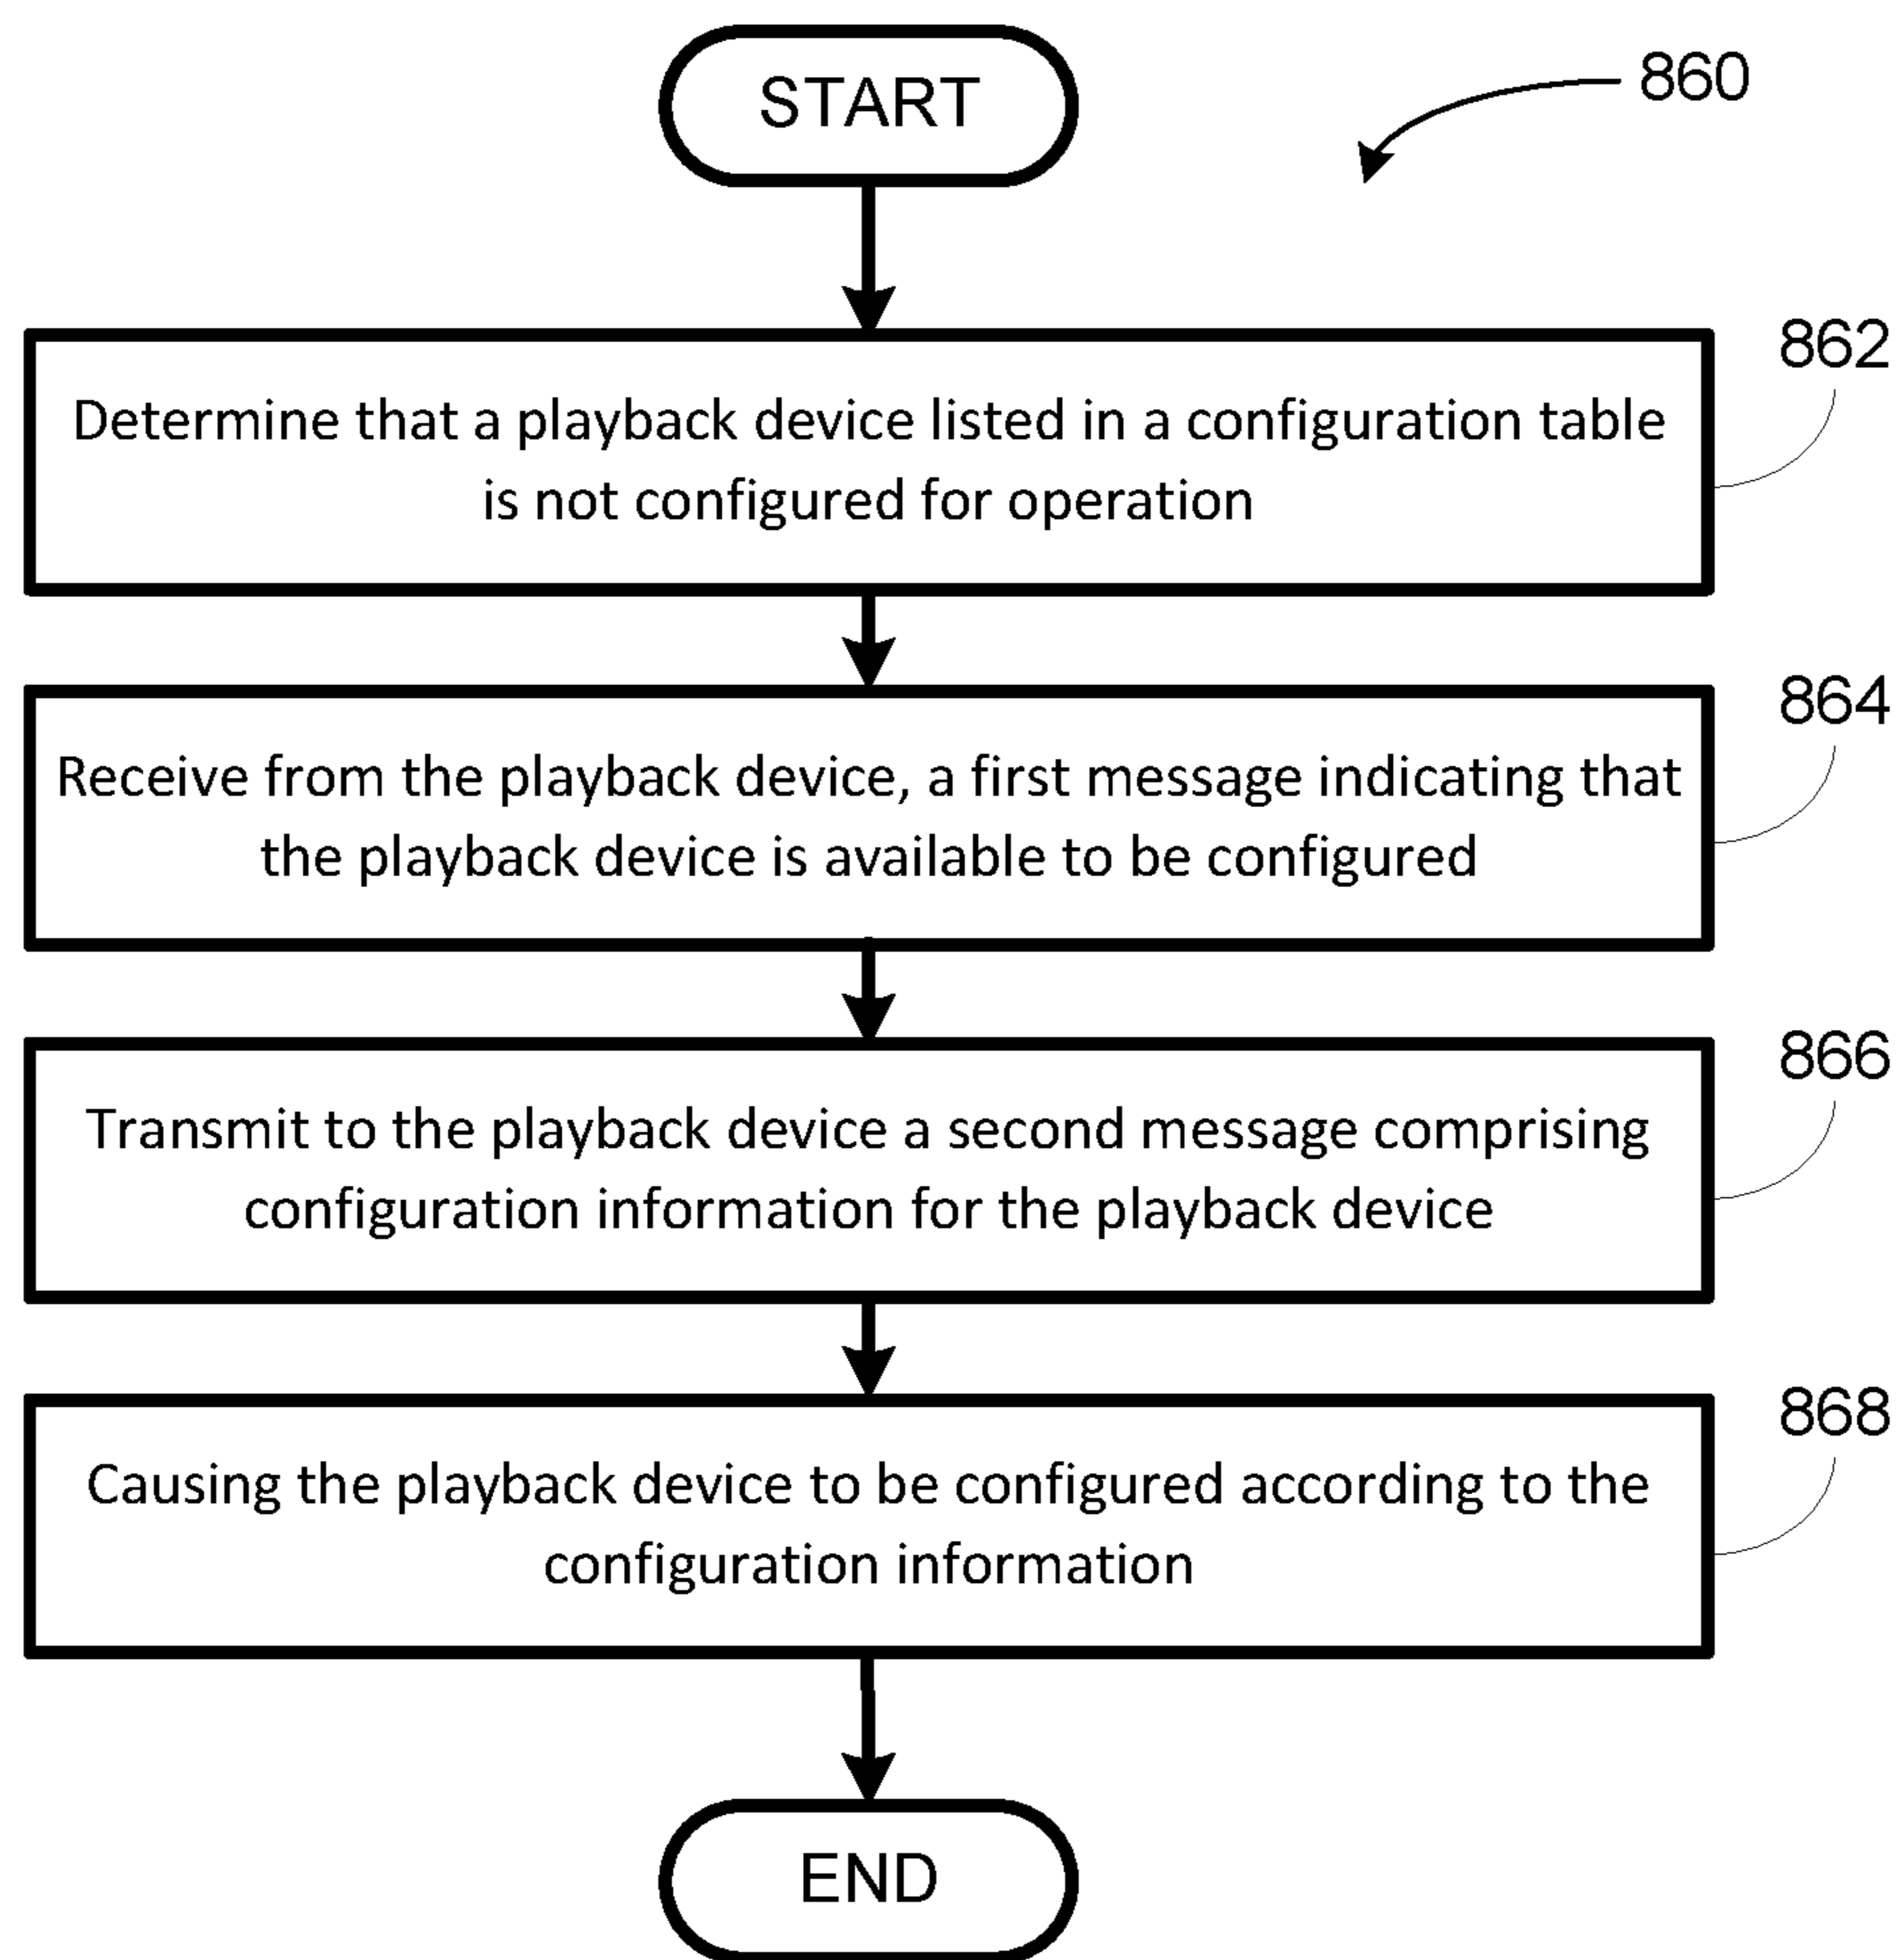 START
860
862
Determine that a playback device listed in a configuration table
is not configured for operation
864
Receive from the playback device, a first message indicating that
the playback device is available to be configured
866
Transmit to the playback device a second message comprising
configuration information for the playback device
868
Causing the playback device to be configured according to the
configuration information
END